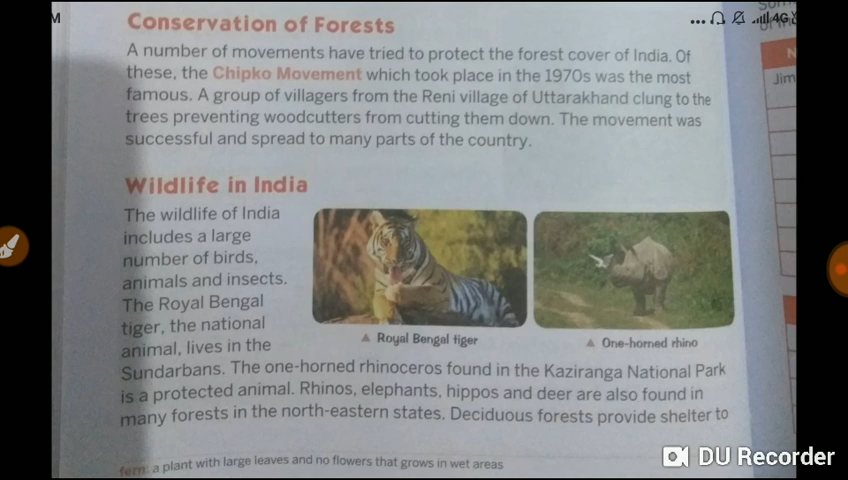 Conservation of Forests
A number of movements have tried to protect the forest cover of India. Of
these, the Chipko Movement which took place in the 1970s was the most
famous. A group of villagers from the Reni village of Uttarakhand clung to the
trees preventing woodcutters from cutting them down. The movement was
successful and spread to many parts of the country.
Wildlife in India
The wildlife of India
includes a large
number of birds,
animals and insects.
The Royal Bengal
tiger, the national
animal, lives in the
▲ Royal Bengal tiger
▲ One-horned rhino
Sundarbans. The one-horned rhinoceros found in the Kaziranga National Park
is a protected animal. Rhinos, elephants, hippos and deer are also found in
many forests in the north-eastern states. Deciduous forests provide shelter to
fern: a plant with large leaves and no flowers that grows in wet areas
M
4G
N
Jim
DU Recorder